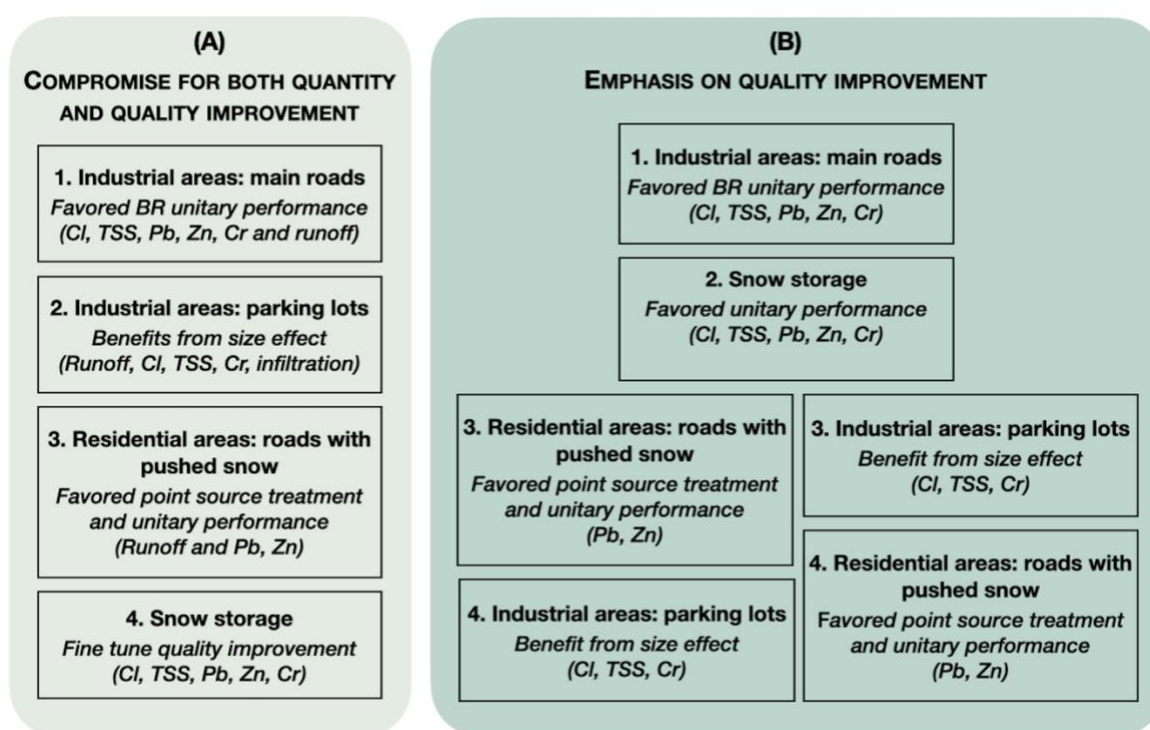 (A)
COMPROMISE FOR BOTH QUANTITY
AND QUALITY IMPROVEMENT
1. Industrial areas: main roads
Favored BR unitary performance
(Cl, TSS, Pb, Zn, Cr and runoff)
2. Industrial areas: parking lots
Benefits from size effect
(Runoff, Cl, TSS, Cr, infiltration)
3. Residential areas: roads with
pushed snow
Favored point source treatment
and unitary performance
(Runoff and Pb, Zn)
4. Snow storage
Fine tune quality improvement
(Cl, TSS, Pb, Zn, Cr)
(B)
EMPHASIS ON QUALITY IMPROVEMENT
1. Industrial areas: main roads
Favored BR unitary performance
(Cl, TSS, Pb, Zn, Cr)
2. Snow storage
Favored unitary performance
(Cl, TSS, Pb, Zn, Cr)
3. Residential areas: roads with
pushed snow
Favored point source treatment
and unitary performance
(Pb, Zn)
4. Industrial areas: parking lots
Benefit from size effect
(Cl, TSS, Cr)
3. Industrial areas: parking lots
Benefit from size effect
(Cl, TSS, Cr)
4. Residential areas: roads with
pushed snow
Favored point source treatment
and unitary performance
(Pb, Zn)